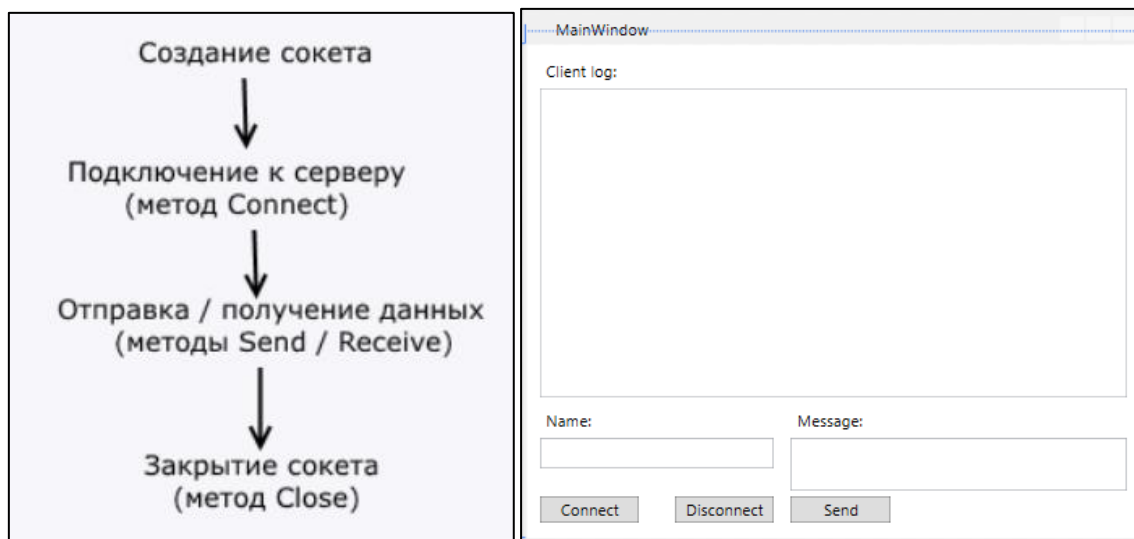 Создание сокета
Подключение к серверу
(метод Connect)
Отправка / получение данных
(методы Send / Receive)
Закрытие сокета
(метод Close)
MainWindow
Client log:
Name:
Message:
Connect
Disconnect
Send